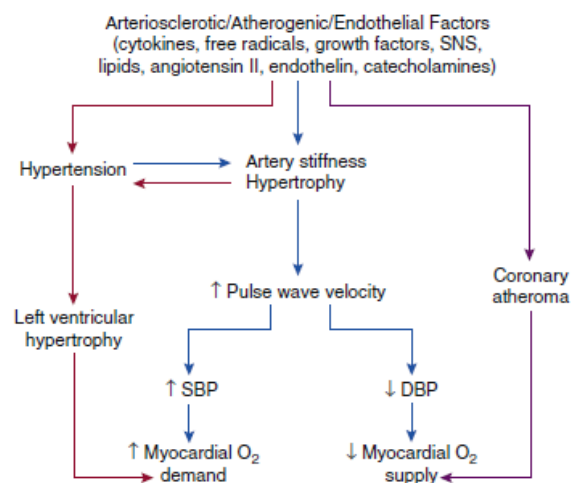 Arteriosclerotic/Atherogenic/Endothelial Factors
(cytokines, free radicals, growth factors, SNS,
lipids, angiotensin II, endothelin, catecholamines)
Hypertension
Artery stiffness
Hypertrophy
↑ Pulse wave velocity
Coronary
atheroma
Left ventricular
hypertrophy
↑ SBP
↓ DBP
↑ Myocardial O₂
demand
↓ Myocardial O₂
supply